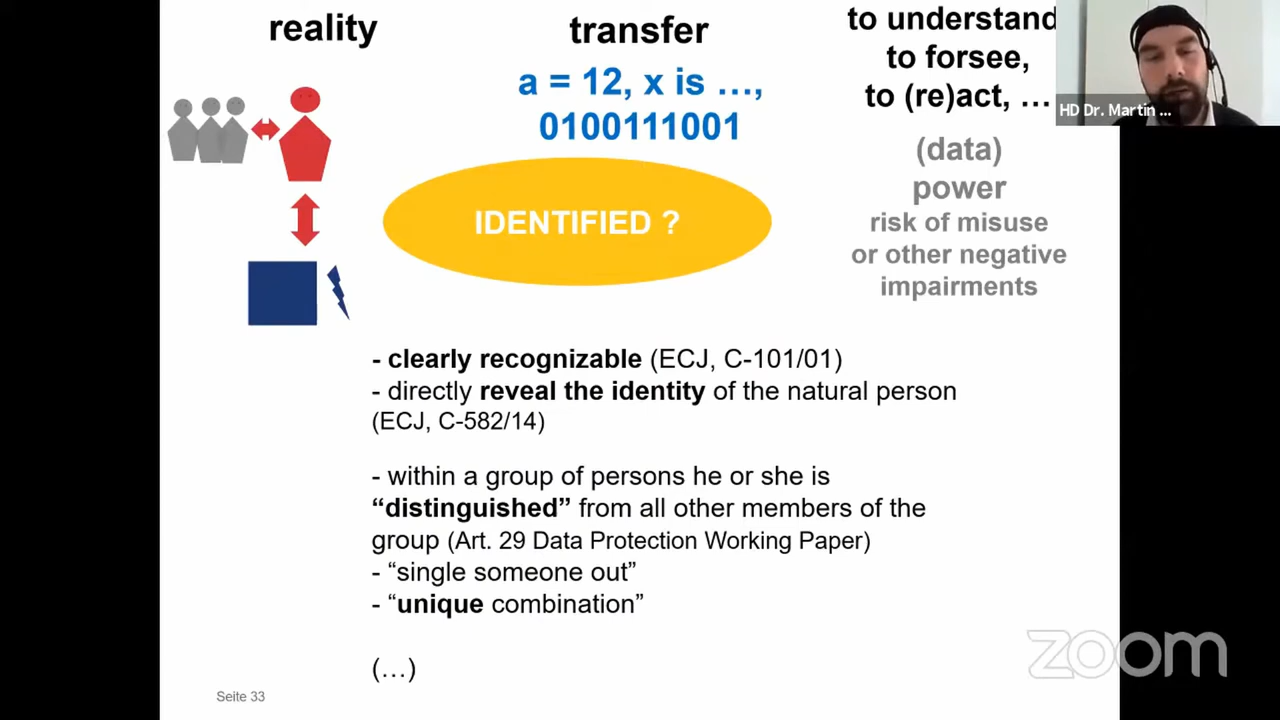 reality
transfer
a = 12, x is …,
0100111001
to understand
to forsee,
to (re)act, …
HD Dr. Martin ...
(data)
power
risk of misuse
or other negative
impairments
IDENTIFIED ?
- clearly recognizable (ECJ, C-101/01)
- directly reveal the identity of the natural person
(ECJ, C-582/14)
- within a group of persons he or she is
“distinguished” from all other members of the
group (Art. 29 Data Protection Working Paper)
- “single someone out”
- “unique combination”
(…)
Seite 33
zoom